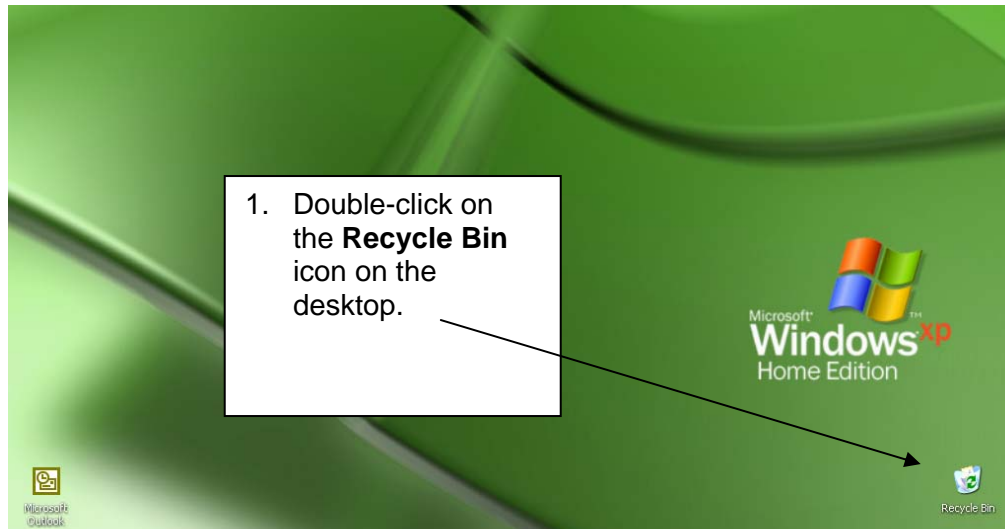 1. Double-click on
the Recycle Bin
icon on the
desktop.
Microsoft
Windows xp
TM
Home Edition
Microsoft
Outlook
Recycle Bin